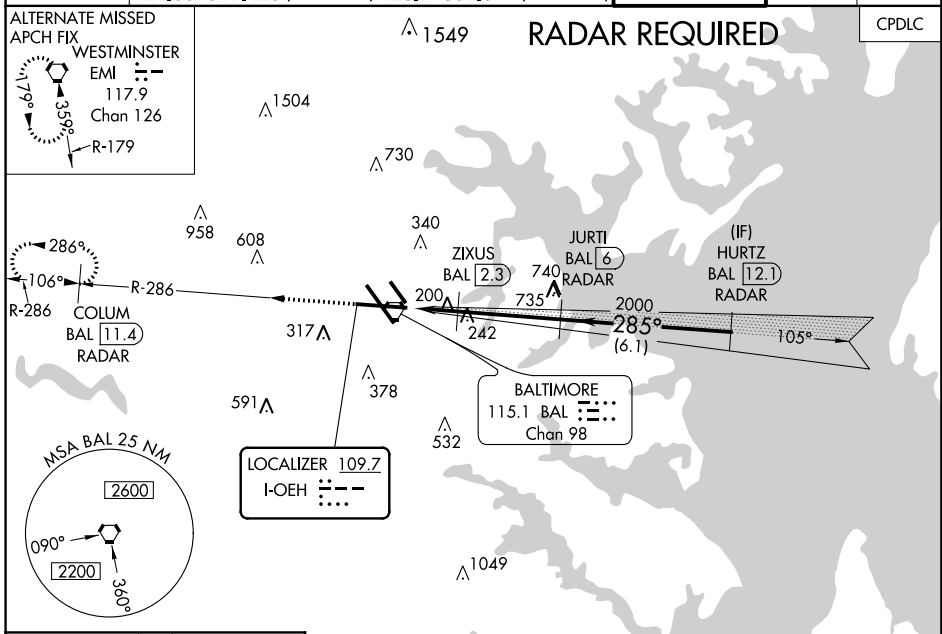 ALTERNATE MISSED
APCH FIX
WESTMINSTER
EMI
117.9
Chan 126
179°
359°
R-179
1549
RADAR REQUIRED
CPDLC
1504
730
958
608
340
ZIXUS
BAL 2.3
JURTI
BAL 6
RADAR
(IF)
HURTZ
BAL 12.1
RADAR
286°
106°
R-286
R-286
COLUM
BAL 11.4
RADAR
200
242
740
735
2000
285°
(6.1)
105°
317
378
591
532
BALTIMORE
115.1 BAL
Chan 98
LOCALIZER 109.7
I-OEH
MSA BAL 25 NM
2600
090°
2200
360°
1049